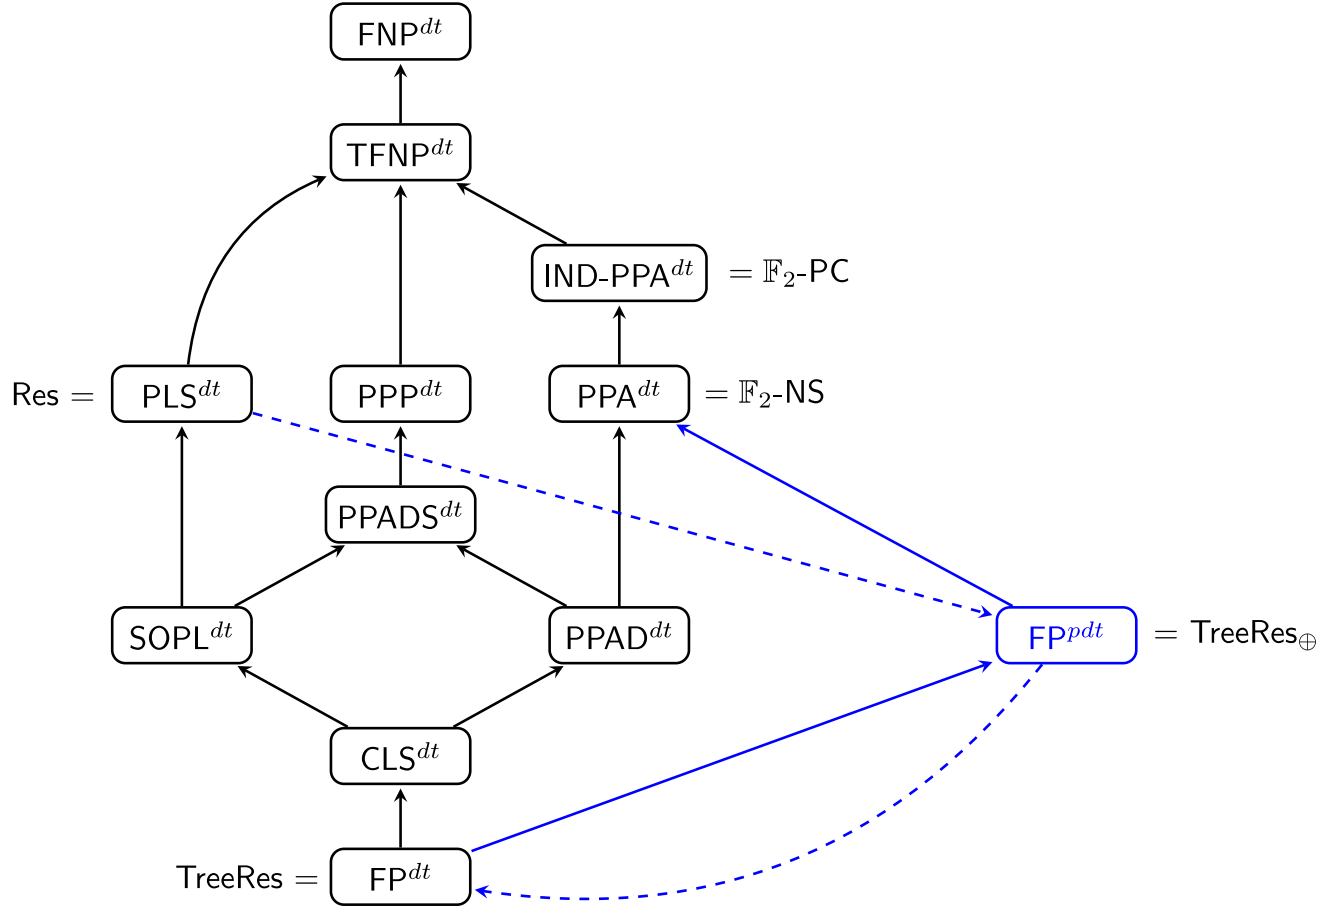 FNP^{dt}
TFNP^{dt}
IND-PPA^{dt} = 𝔽₂-PC
Res = PLS^{dt} PPP^{dt} PPA^{dt} = 𝔽₂-NS
PPADS^{dt}
SOPL^{dt} PPAD^{dt} FP^{pdt} = TreeRes_⊕
CLS^{dt}
TreeRes = FP^{dt}